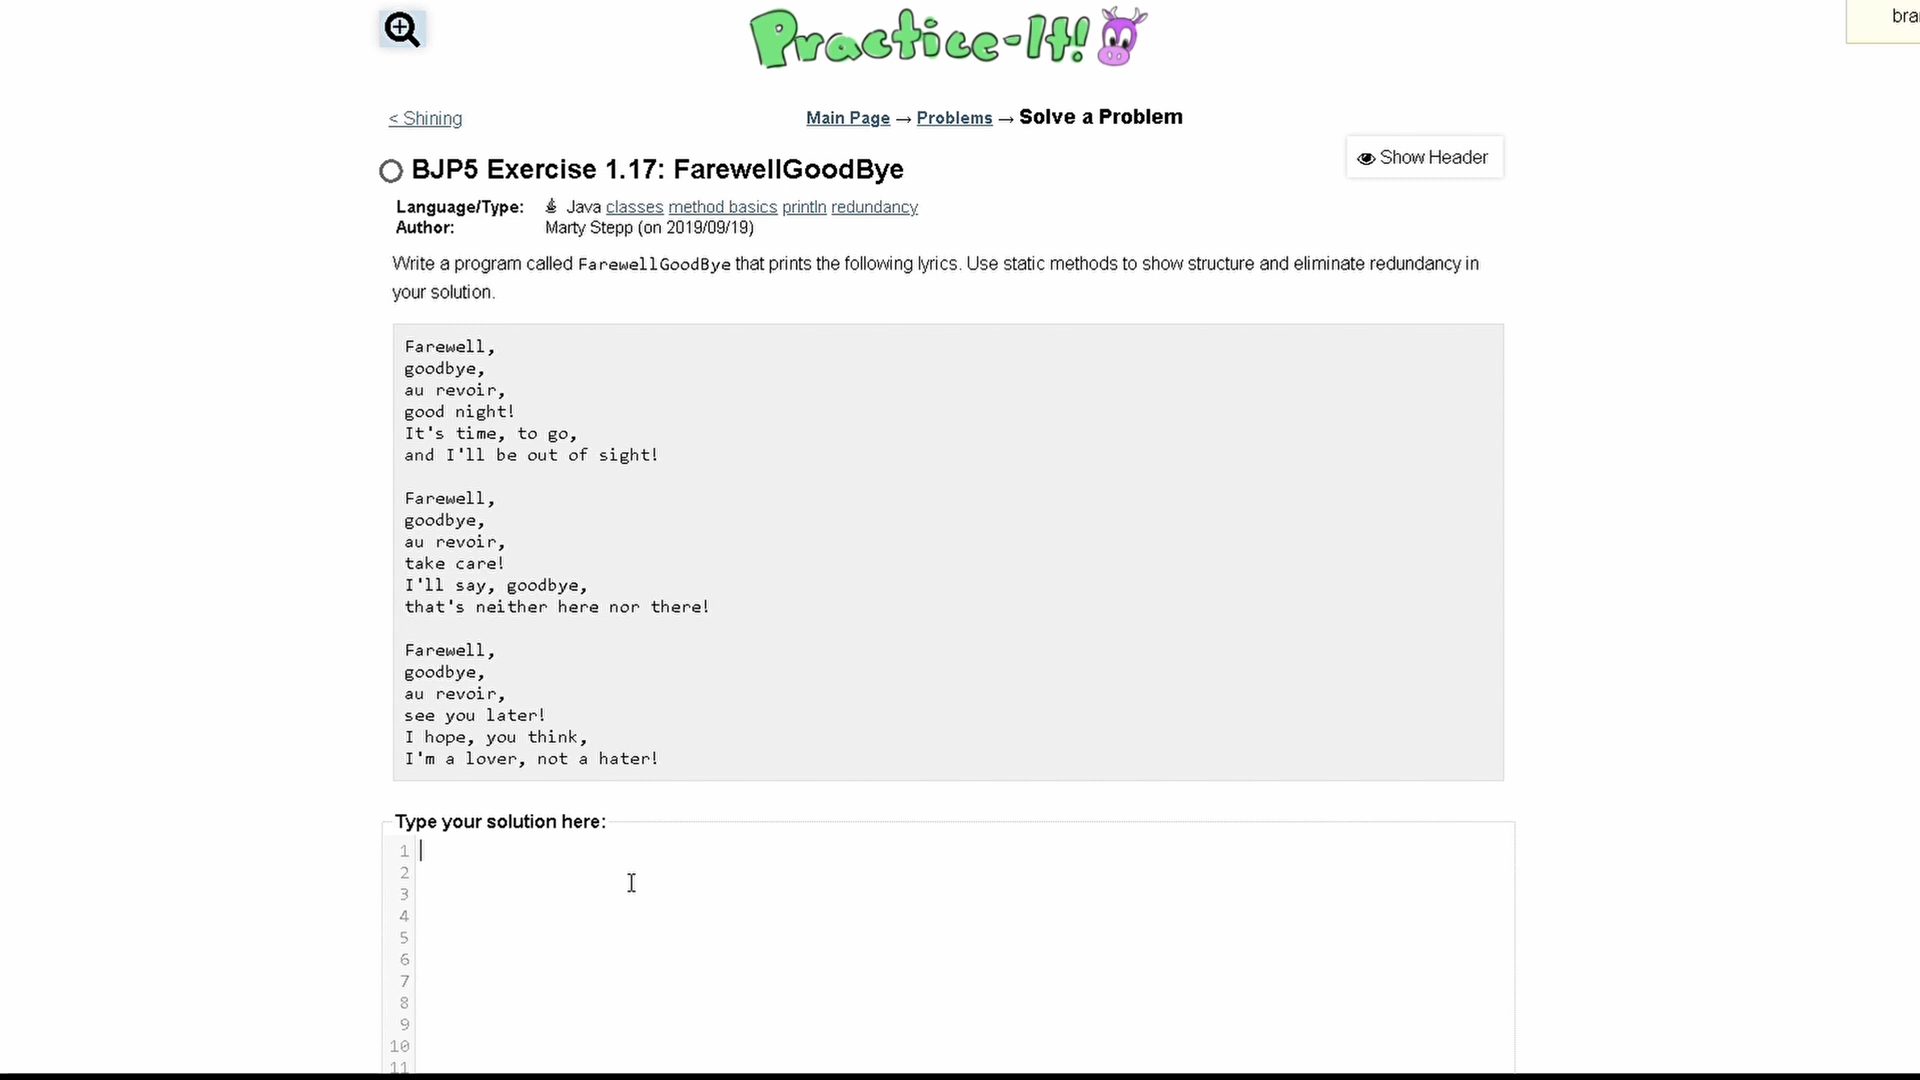 bra
Practice-It!
< Shining
Main Page → Problems → Solve a Problem
Show Header
BJP5 Exercise 1.17: FarewellGoodBye
Language/Type: Java classes method basics println redundancy
Author: Marty Stepp (on 2019/09/19)
Write a program called FarewellGoodBye that prints the following lyrics. Use static methods to show structure and eliminate redundancy in
your solution.
Farewell,
goodbye,
au revoir,
good night!
It's time, to go,
and I'll be out of sight!
Farewell,
goodbye,
au revoir,
take care!
I'll say, goodbye,
that's neither here nor there!
Farewell,
goodbye,
au revoir,
see you later!
I hope, you think,
I'm a lover, not a hater!
Type your solution here:
1
2
3
4
5
6
7
8
9
10
11